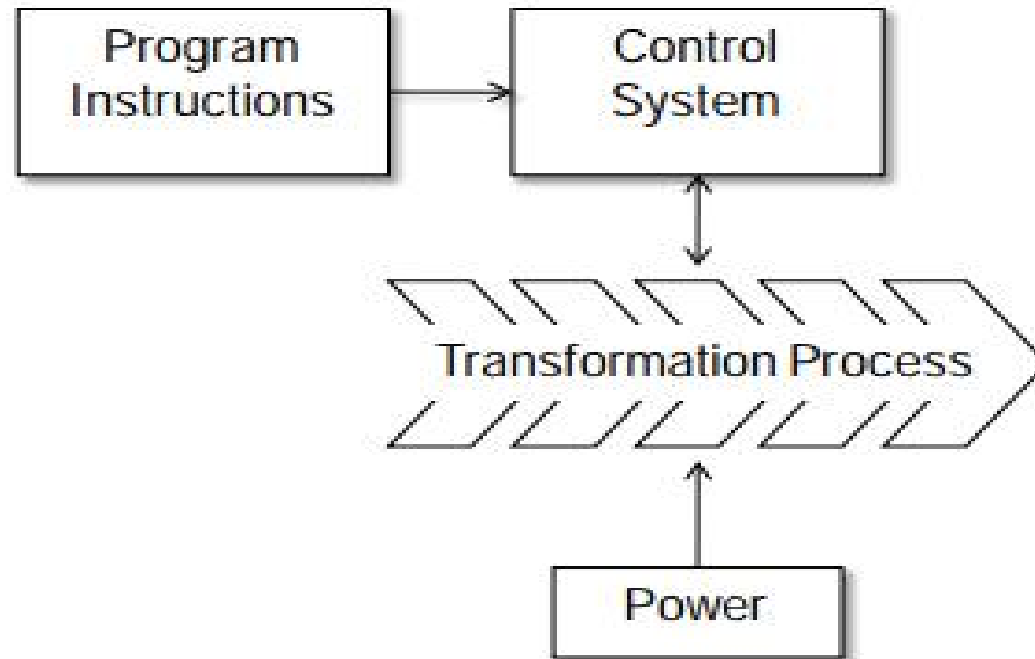 Program
Instructions
Control
System
Transformation Process
Power